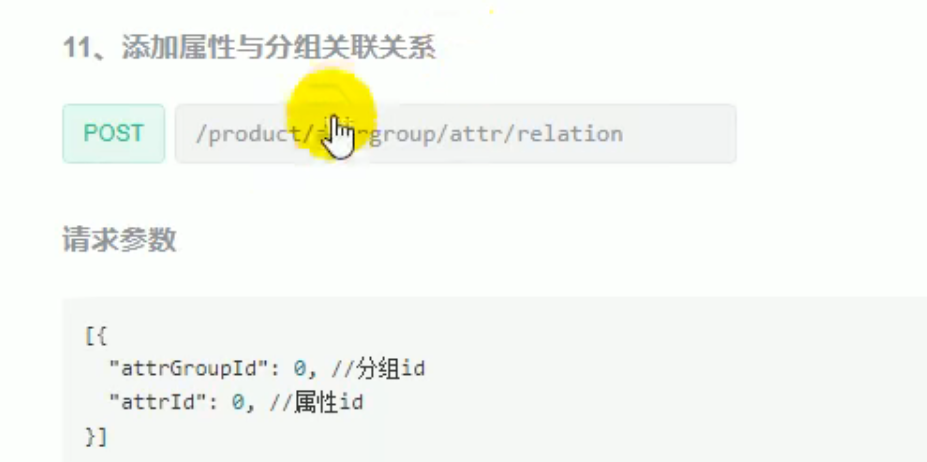 11、添加属性与分组关联关系
POST /product/attrgroup/attr/relation
请求参数
[{
"attrGroupId": 0, //分组id
"attrId": 0, //属性id
}]